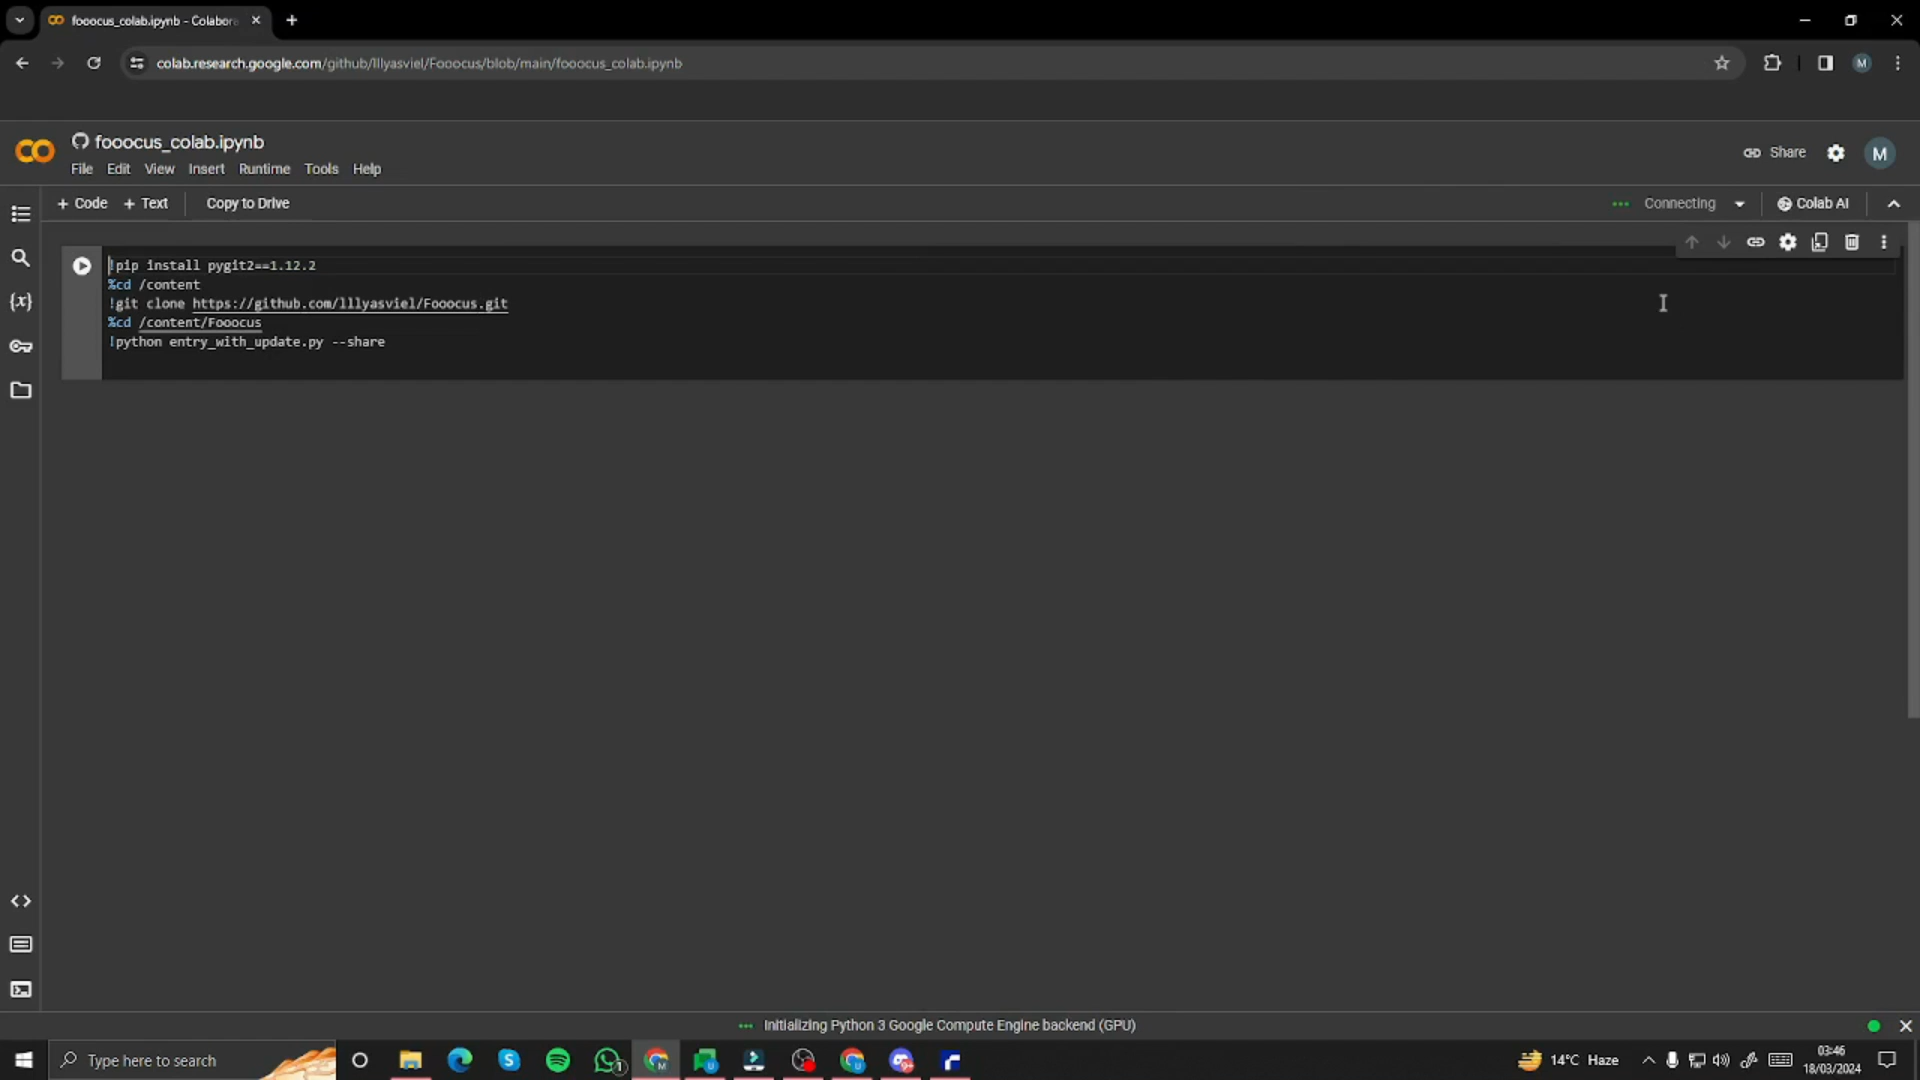 fooocus_colab.ipynb - Colabor
colab.research.google.com/github/lllyasviel/Fooocus/blob/main/fooocus_colab.ipynb
M
fooocus_colab.ipynb
File Edit View Insert Runtime Tools Help
Share
M
+ Code + Text Copy to Drive
Connecting
Colab AI
!pip install pygit2==1.12.2
%cd /content
!git clone https://github.com/lllyasviel/Fooocus.git
%cd /content/Fooocus
!python entry_with_update.py --share
{x}
Initializing Python 3 Google Compute Engine backend (GPU)
Type here to search
14°C Haze
03:46
18/03/2024